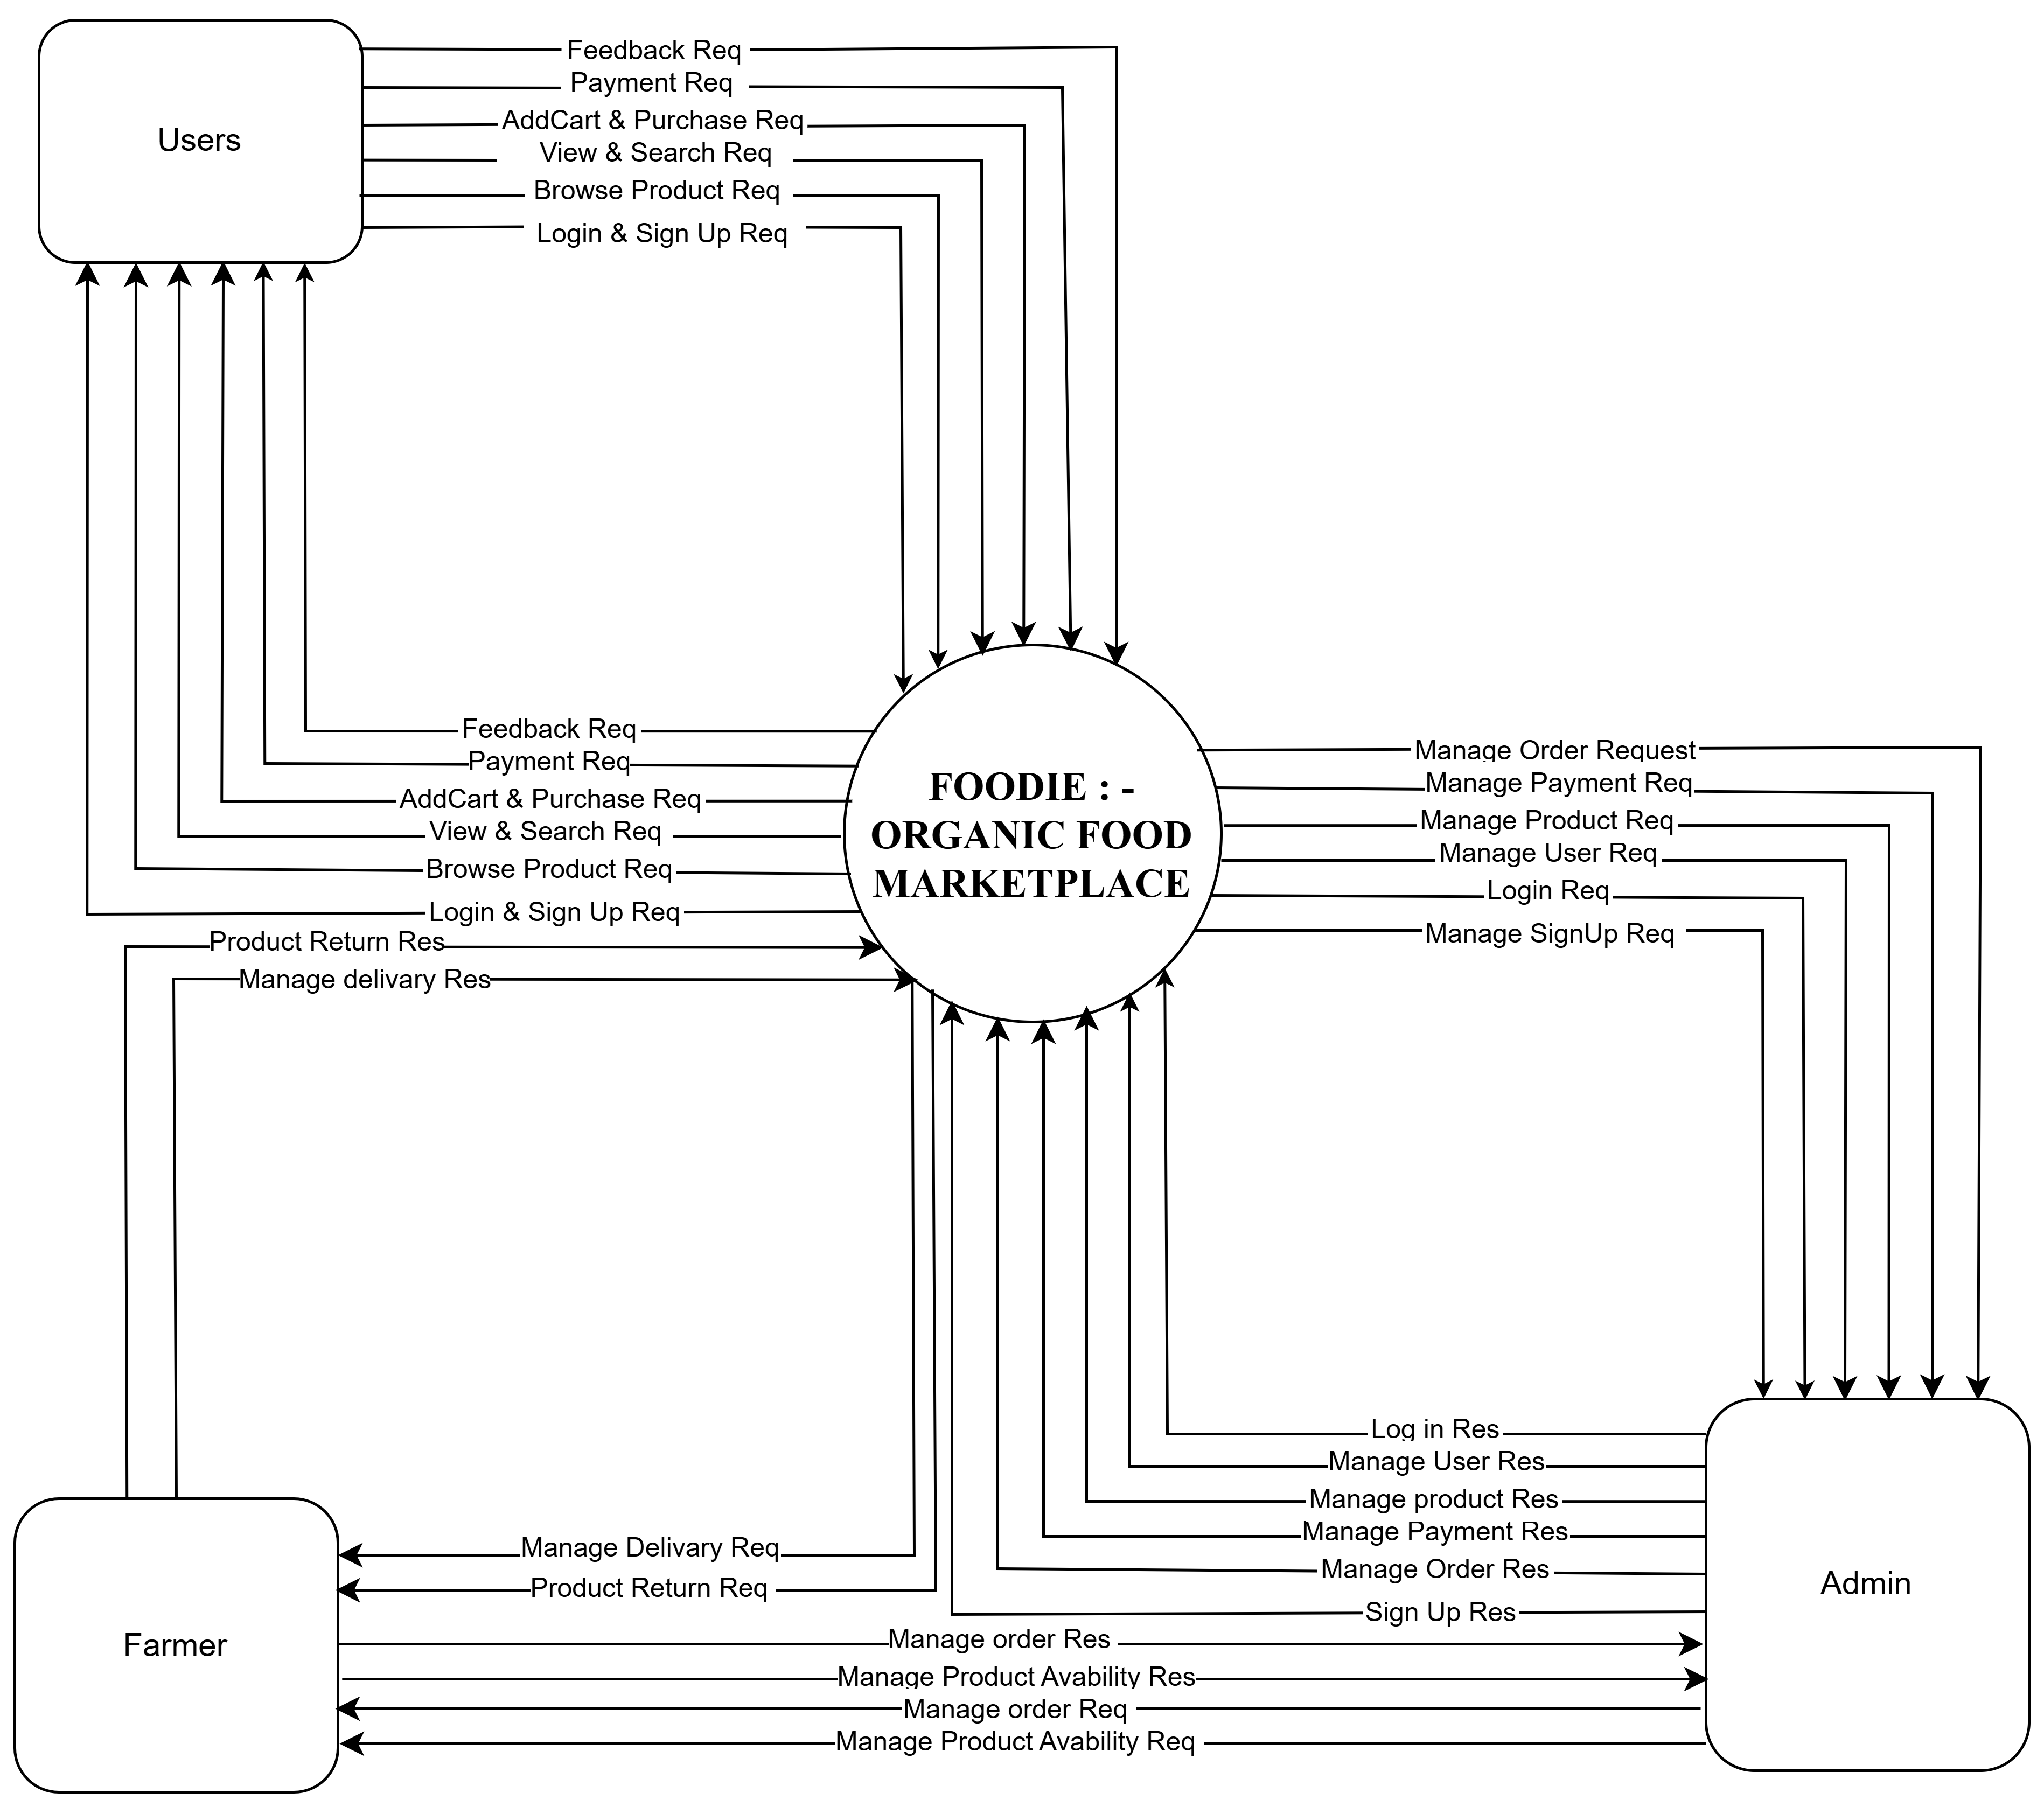 Feedback Req
Payment Req
AddCart & Purchase Req
View & Search Req
Browse Product Req
Login & Sign Up Req
Users
Feedback Req
Payment Req
AddCart & Purchase Req
View & Search Req
Browse Product Req
Login & Sign Up Req
Product Return Res
Manage delivary Res
FOODIE : -
ORGANIC FOOD
MARKETPLACE
Manage Order Request
Manage Payment Req
Manage Product Req
Manage User Req
Login Req
Manage SignUp Req
Log in Res
Manage User Res
Manage product Res
Manage Payment Res
Manage Order Res
Sign Up Res
Admin
Manage Delivary Req
Product Return Req
Farmer
Manage order Res
Manage Product Avability Res
Manage order Req
Manage Product Avability Req